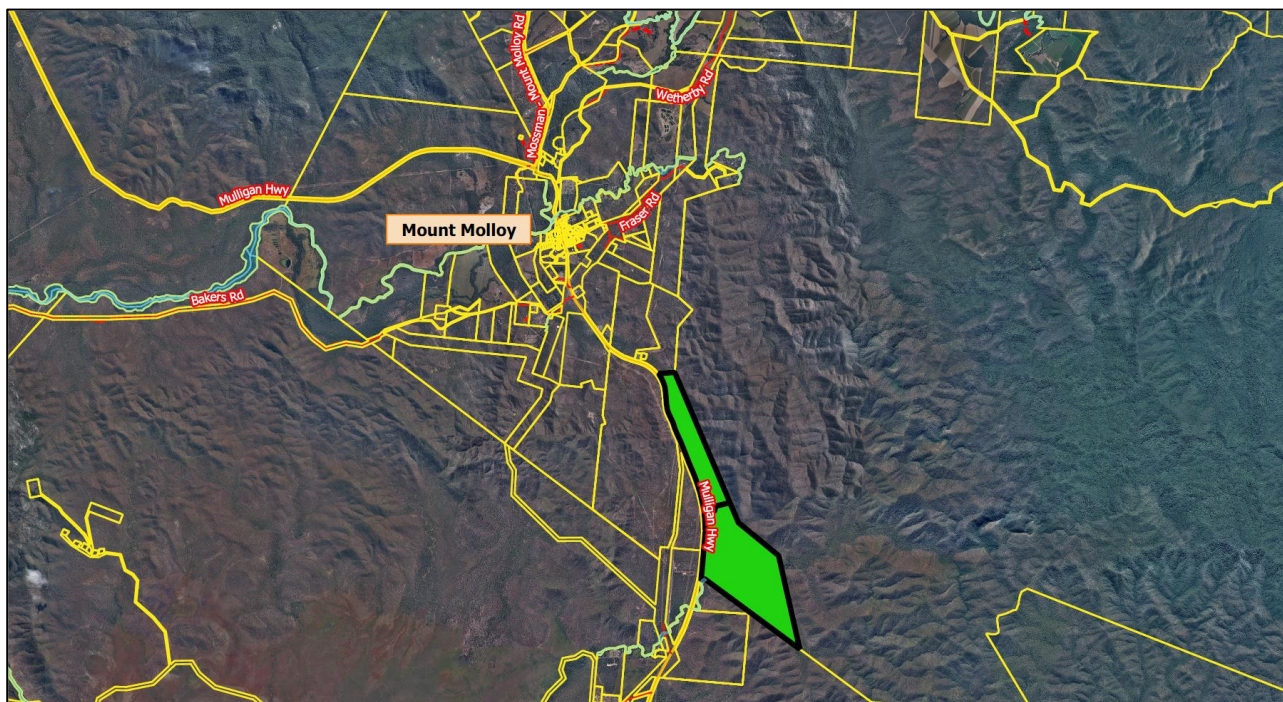 Mossman - Mount Molloy Rd
Wetherby Rd
Mulligan Hwy
Fraser Rd
Mount Molloy
Bakers Rd
Mulligan Hwy